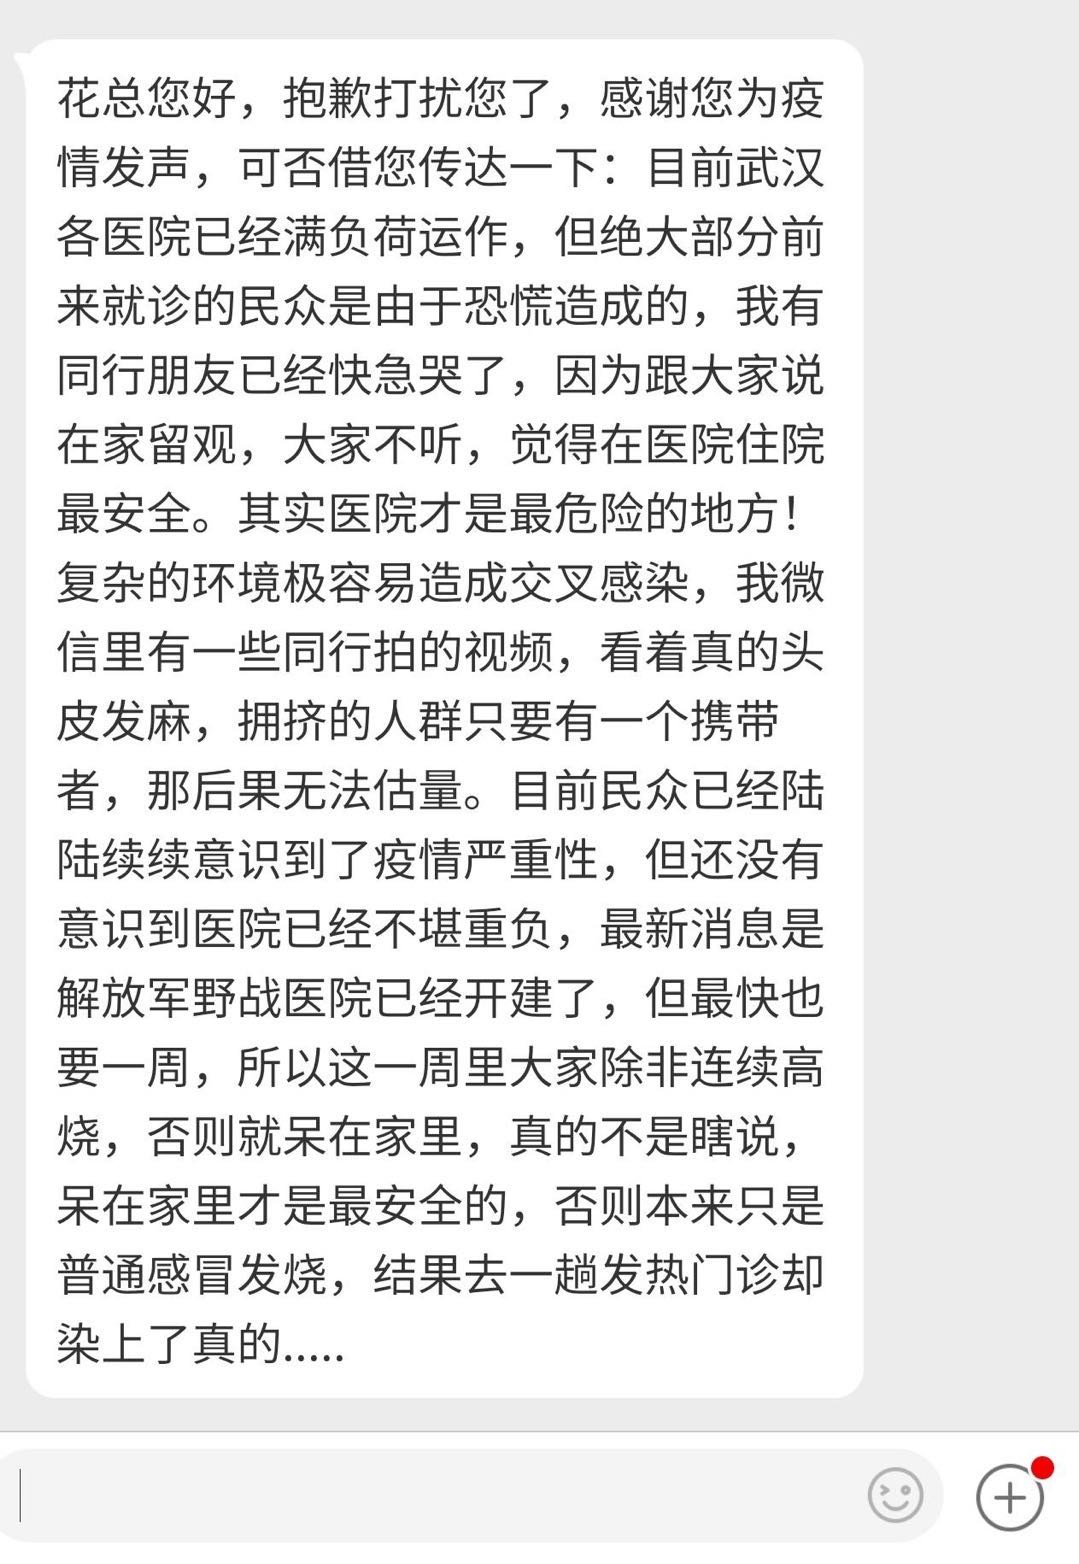 花总您好，抱歉打扰您了，感谢您为疫
情发声，可否借您传达一下：目前武汉
各医院已经满负荷运作，但绝大部分前
来就诊的民众是由于恐慌造成的，我有
同行朋友已经快急哭了，因为跟大家说
在家留观，大家不听，觉得在医院住院
最安全。其实医院才是最危险的地方！
复杂的环境极容易造成交叉感染，我微
信里有一些同行拍的视频，看着真的头
皮发麻，拥挤的人群只要有一个携带
者，那后果无法估量。目前民众已经陆
陆续续意识到了疫情严重性，但还没有
意识到医院已经不堪重负，最新消息是
解放军野战医院已经开建了，但最快也
要一周，所以这一周里大家除非连续高
烧，否则就呆在家里，真的不是瞎说，
呆在家里才是最安全的，否则本来只是
普通感冒发烧，结果去一趟发热门诊却
染上了真的.....